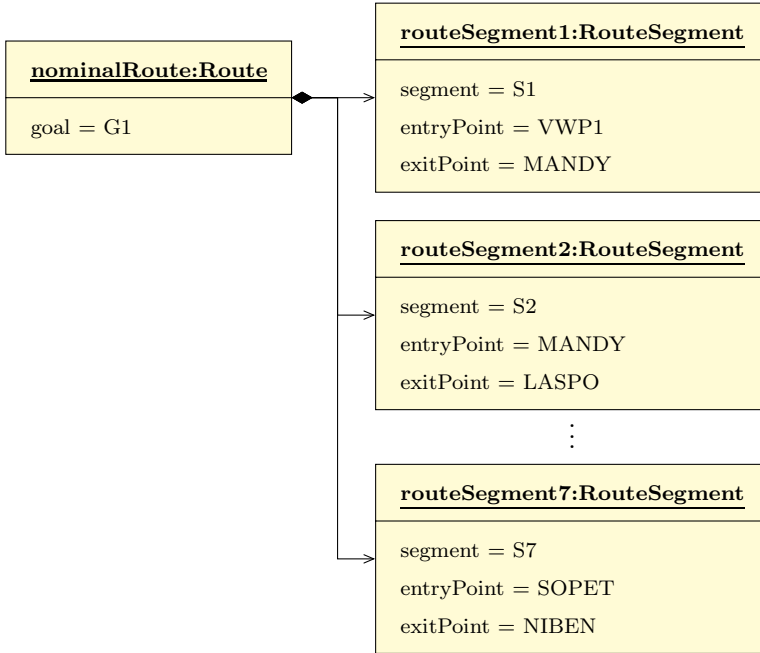 nominalRoute:Route
goal = G1
routeSegment1:RouteSegment
segment = S1
entryPoint = VWP1
exitPoint = MANDY
routeSegment2:RouteSegment
segment = S2
entryPoint = MANDY
exitPoint = LASPO
⋮
routeSegment7:RouteSegment
segment = S7
entryPoint = SOPET
exitPoint = NIBEN